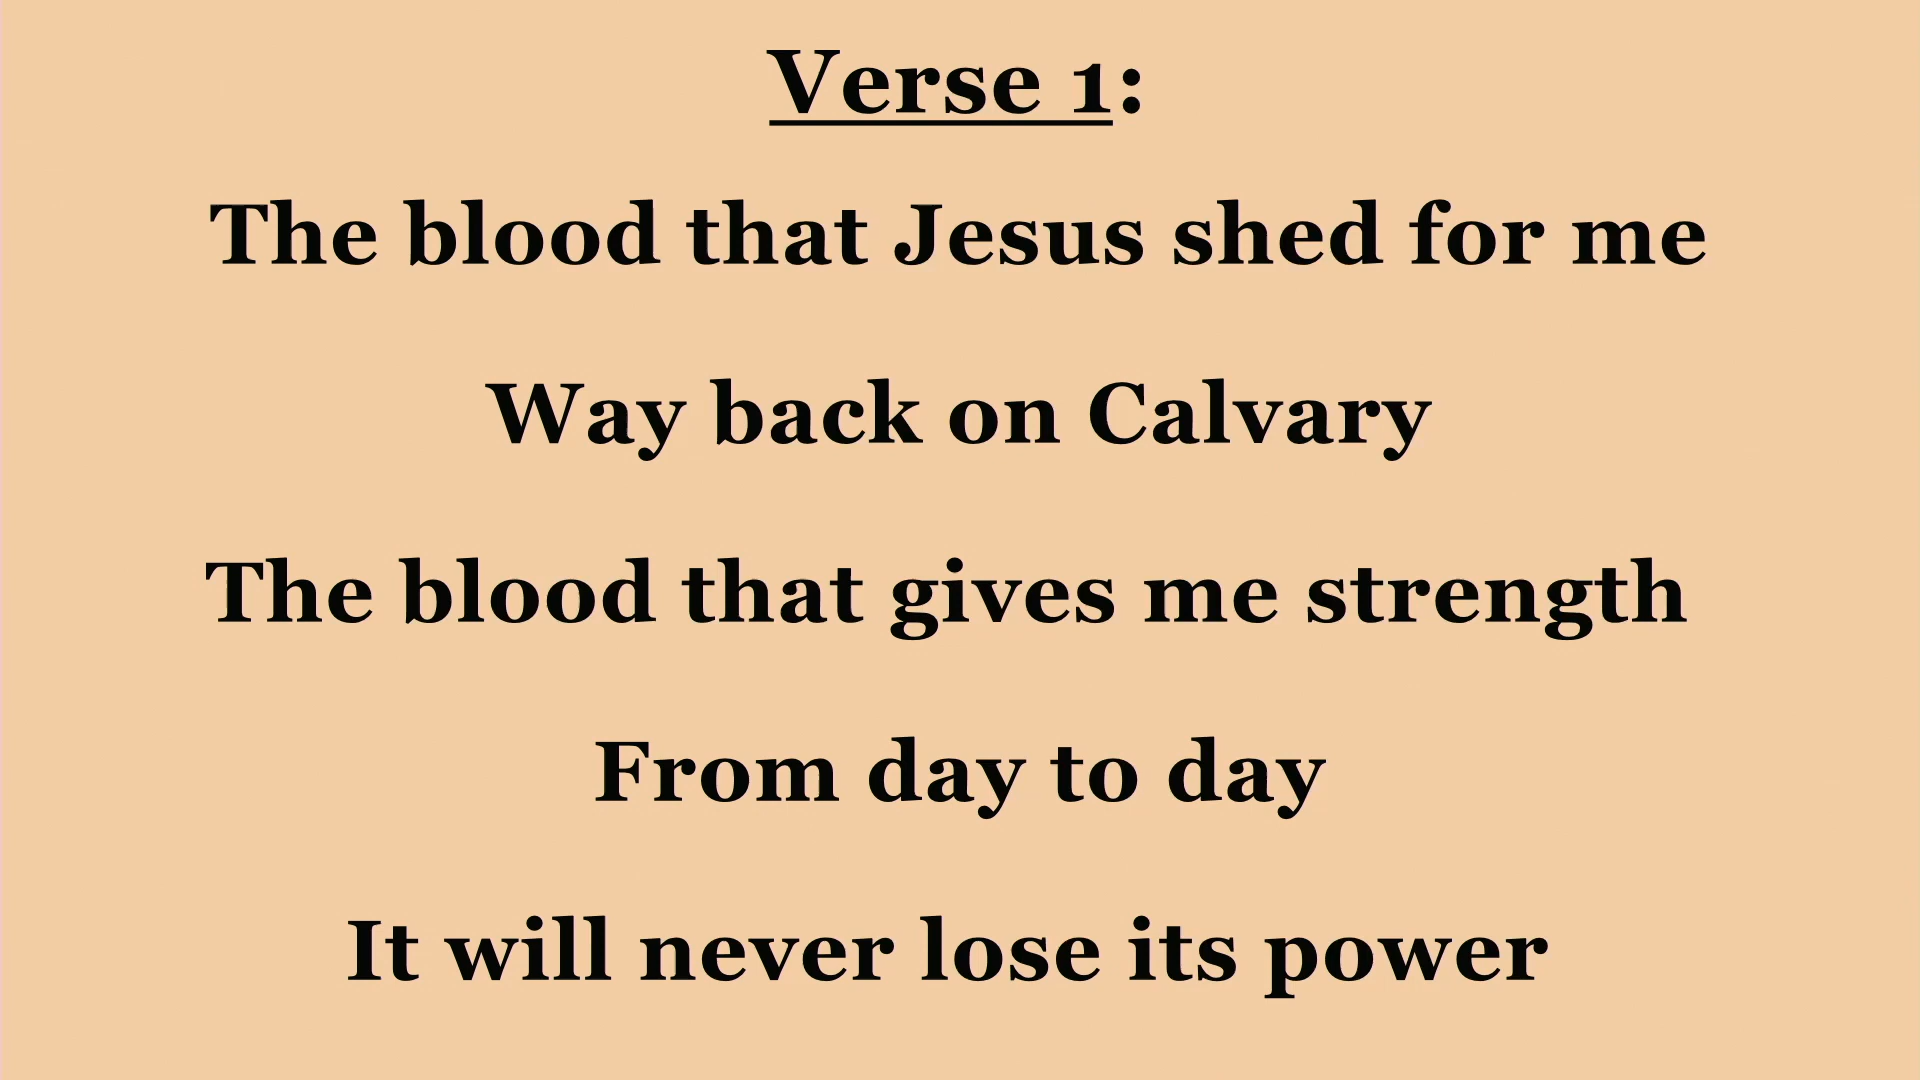 Verse 1:
The blood that Jesus shed for me
Way back on Calvary
The blood that gives me strength
From day to day
It will never lose its power